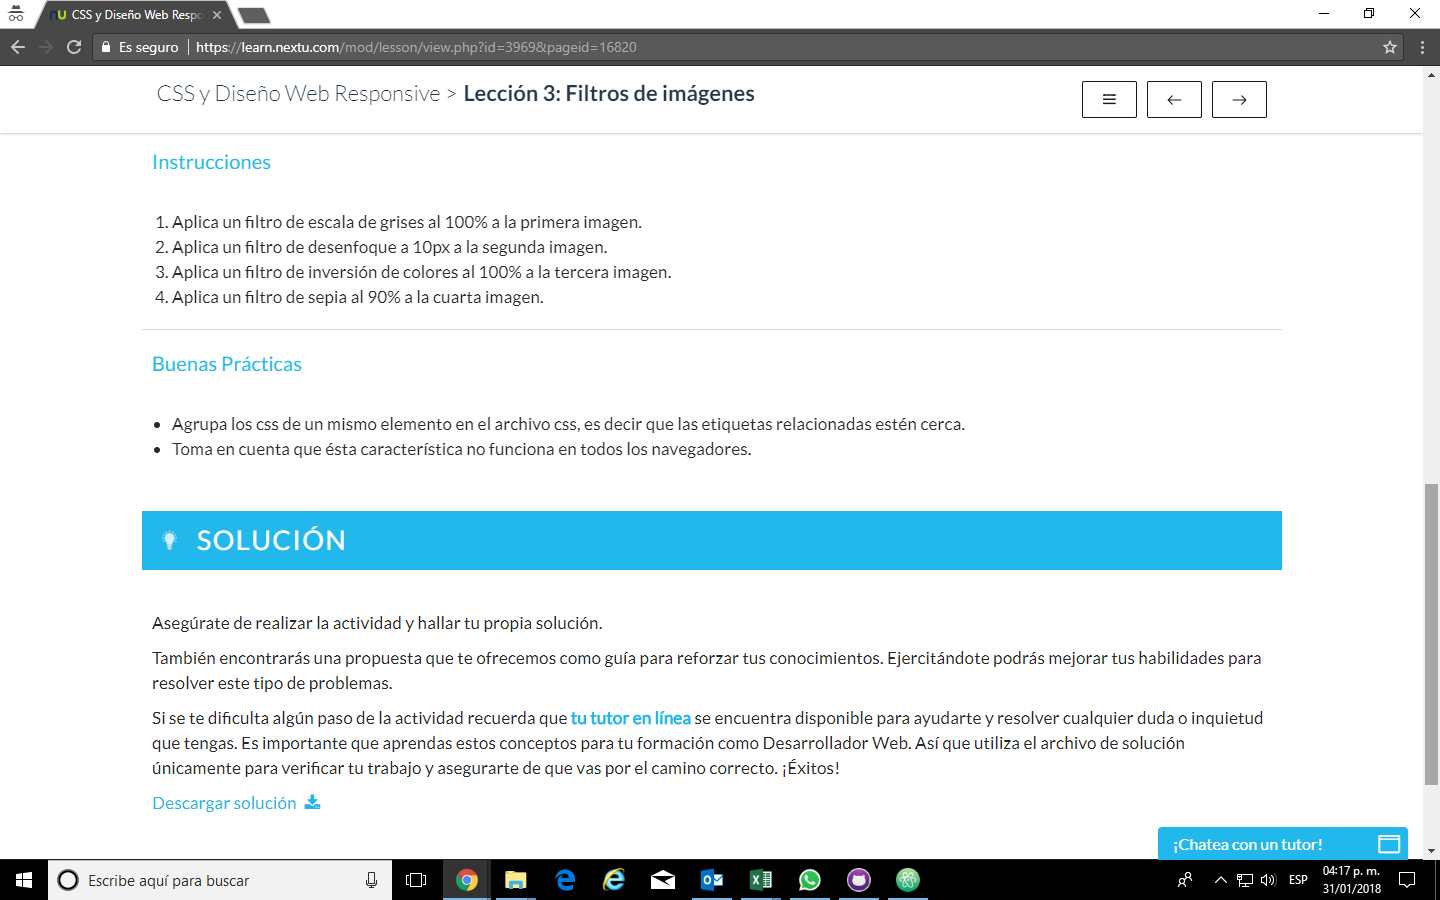 CSS y Diseño Web Respo
Es seguro
https://learn.nextu.com/mod/lesson/view.php?id=3969&pageid=16820
CSS y Diseño Web Responsive > Lección 3: Filtros de imágenes
Instrucciones
1. Aplica un filtro de escala de grises al 100% a la primera imagen.
2. Aplica un filtro de desenfoque a 10px a la segunda imagen.
3. Aplica un filtro de inversión de colores al 100% a la tercera imagen.
4. Aplica un filtro de sepia al 90% a la cuarta imagen.
Buenas Prácticas
• Agrupa los css de un mismo elemento en el archivo css, es decir que las etiquetas relacionadas estén cerca.
• Toma en cuenta que ésta característica no funciona en todos los navegadores.
SOLUCIÓN
Asegúrate de realizar la actividad y hallar tu propia solución.
También encontrarás una propuesta que te ofrecemos como guía para reforzar tus conocimientos. Ejercitándote podrás mejorar tus habilidades para
resolver este tipo de problemas.
Si se te dificulta algún paso de la actividad recuerda que tu tutor en línea se encuentra disponible para ayudarte y resolver cualquier duda o inquietud
que tengas. Es importante que aprendas estos conceptos para tu formación como Desarrollador Web. Así que utiliza el archivo de solución
únicamente para verificar tu trabajo y asegurarte de que vas por el camino correcto. ¡Éxitos!
Descargar solución
¡Chatea con un tutor!
Escribe aquí para buscar
ESP
04:17 p. m.
31/01/2018